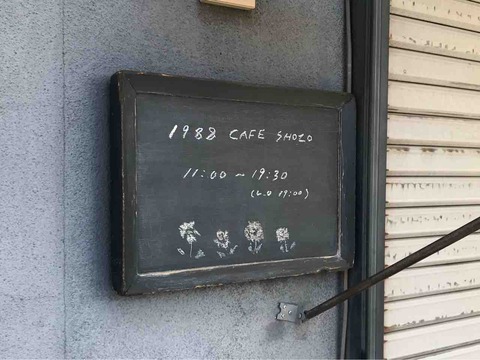 1988 CAFE SHOZO
11:00 ~ 19:30
(L.O 19:00)